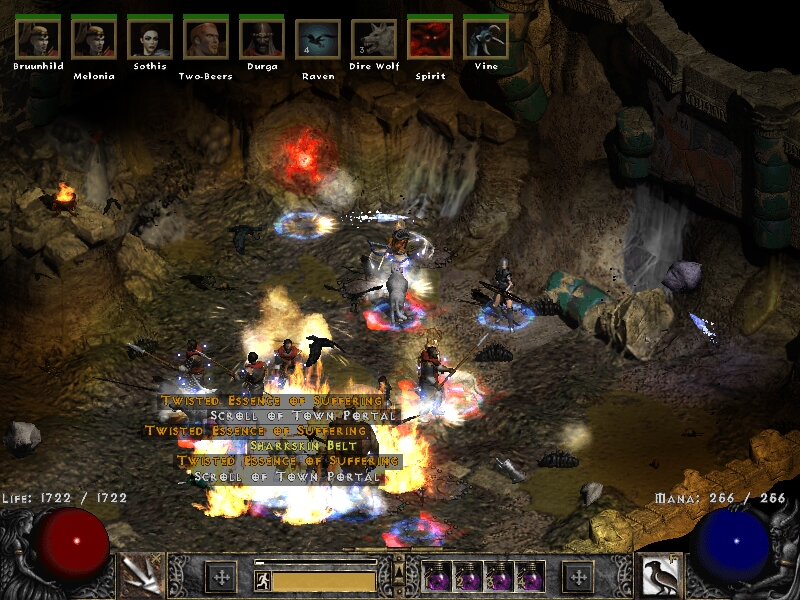 Bruunhild
Melonia
Sothis
Two-Beers
Durga
4
Raven
3
Dire Wolf
Spirit
Vine
Twisted Essence of Suffering
Scroll of Town Portal
Twisted Essence of Suffering
Sharkskin Belt
Twisted Essence of Suffering
Scroll of Town Portal
Life: 1722 / 1722
Mana: 266 / 266